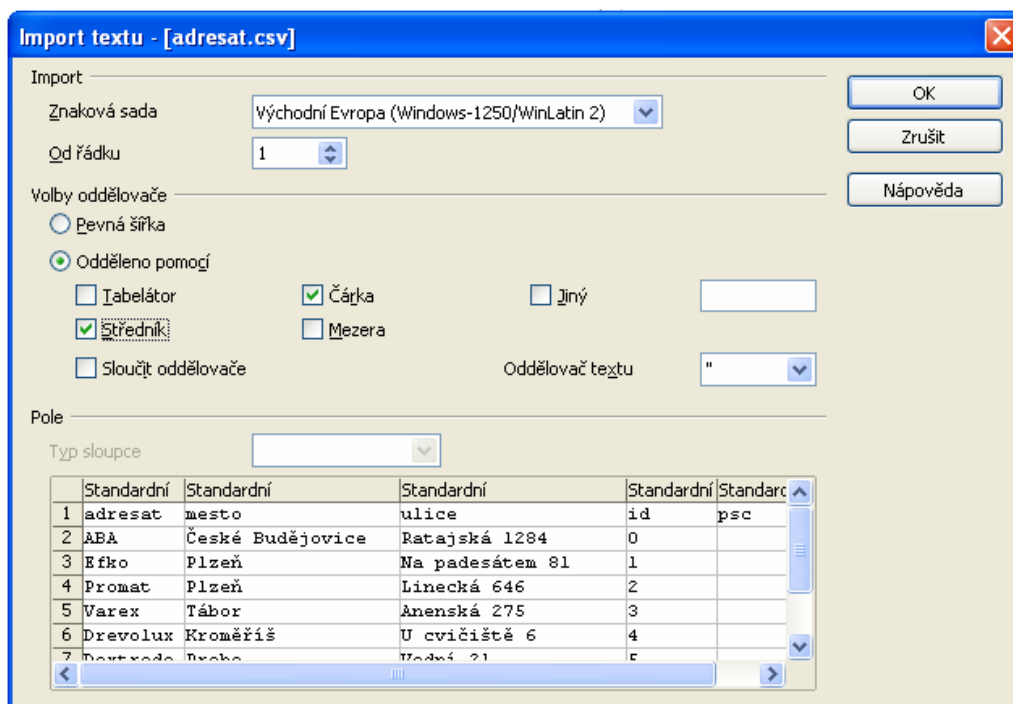 Import textu - [adresat.csv]
Import
Znaková sada Východní Evropa (Windows-1250/WinLatin 2)
Od řádku 1
OK
Zrušit
Nápověda
Volby oddělovače
Pevná šířka
Odděleno pomocí
Tabelátor Čárka Jiný
Středník Mezera
Sloučit oddělovače Oddělovač textu "
Pole
Typ sloupce
Standardní Standardní Standardní Standardní Standarc
1 adresat mesto ulice id psc
2 ABA České Budějovice Ratajská 1284 0
3 Efko Plzeň Na padesátém 81 1
4 Promat Plzeň Linecká 646 2
5 Varex Tábor Anenská 275 3
6 Drevolux Kroměříš U cvičiště 6 4
7